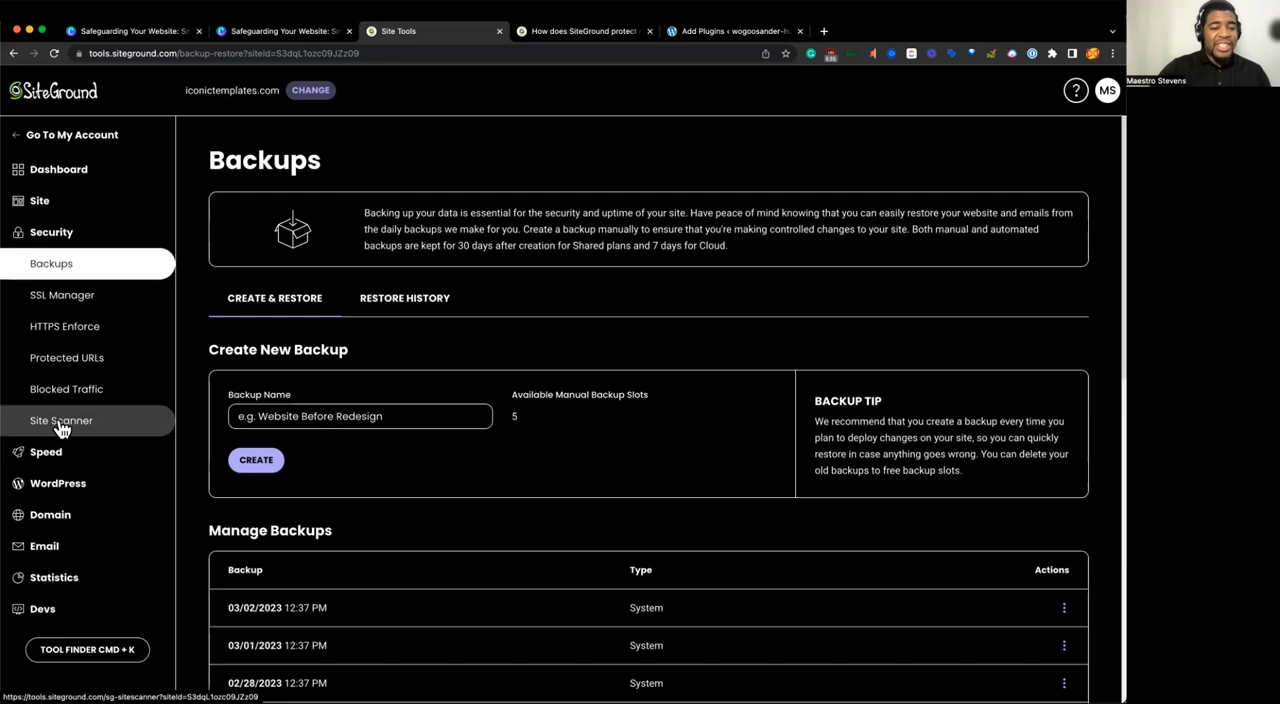 Safeguarding Your Website: S
Safeguarding Your Website: S
Site Tools
How does SiteGround protect
Add Plugins ‹ wogoosander-h
tools.siteground.com/backup-restore?siteId=S3dqL1ozc09JZz09
535
Maestro Stevens
SiteGround
iconictemplates.com CHANGE
? MS
Go To My Account
Dashboard
Site
Security
Backups
SSL Manager
HTTPS Enforce
Protected URLs
Blocked Traffic
Site Scanner
Speed
WordPress
Domain
Email
Statistics
Devs
TOOL FINDER CMD + K
https://tools.siteground.com/sg-sitescanner?siteId=S3dqL1ozc09JZz09
Backups
Backing up your data is essential for the security and uptime of your site. Have peace of mind knowing that you can easily restore your website and emails from
the daily backups we make for you. Create a backup manually to ensure that you're making controlled changes to your site. Both manual and automated
backups are kept for 30 days after creation for Shared plans and 7 days for Cloud.
CREATE & RESTORE RESTORE HISTORY
Create New Backup
Backup Name
e.g. Website Before Redesign
CREATE
Available Manual Backup Slots
5
BACKUP TIP
We recommend that you create a backup every time you
plan to deploy changes on your site, so you can quickly
restore in case anything goes wrong. You can delete your
old backups to free backup slots.
Manage Backups
Backup Type Actions
03/02/2023 12:37 PM System
03/01/2023 12:37 PM System
02/28/2023 12:37 PM System